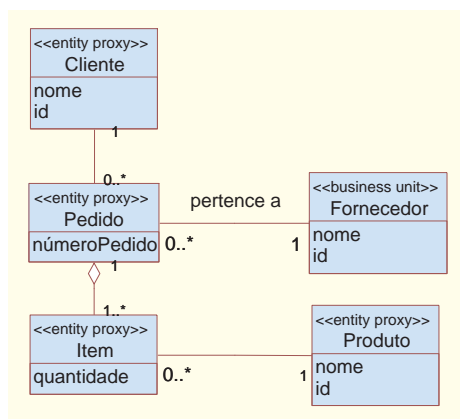 <<entity proxy>>
Cliente
nome
id
1
0..*
<<entity proxy>>
Pedido
númeroPedido
1
pertence a
0..*
1
<<business unit>>
Fornecedor
nome
id
1..*
<<entity proxy>>
Item
quantidade
0..*
1
<<entity proxy>>
Produto
nome
id